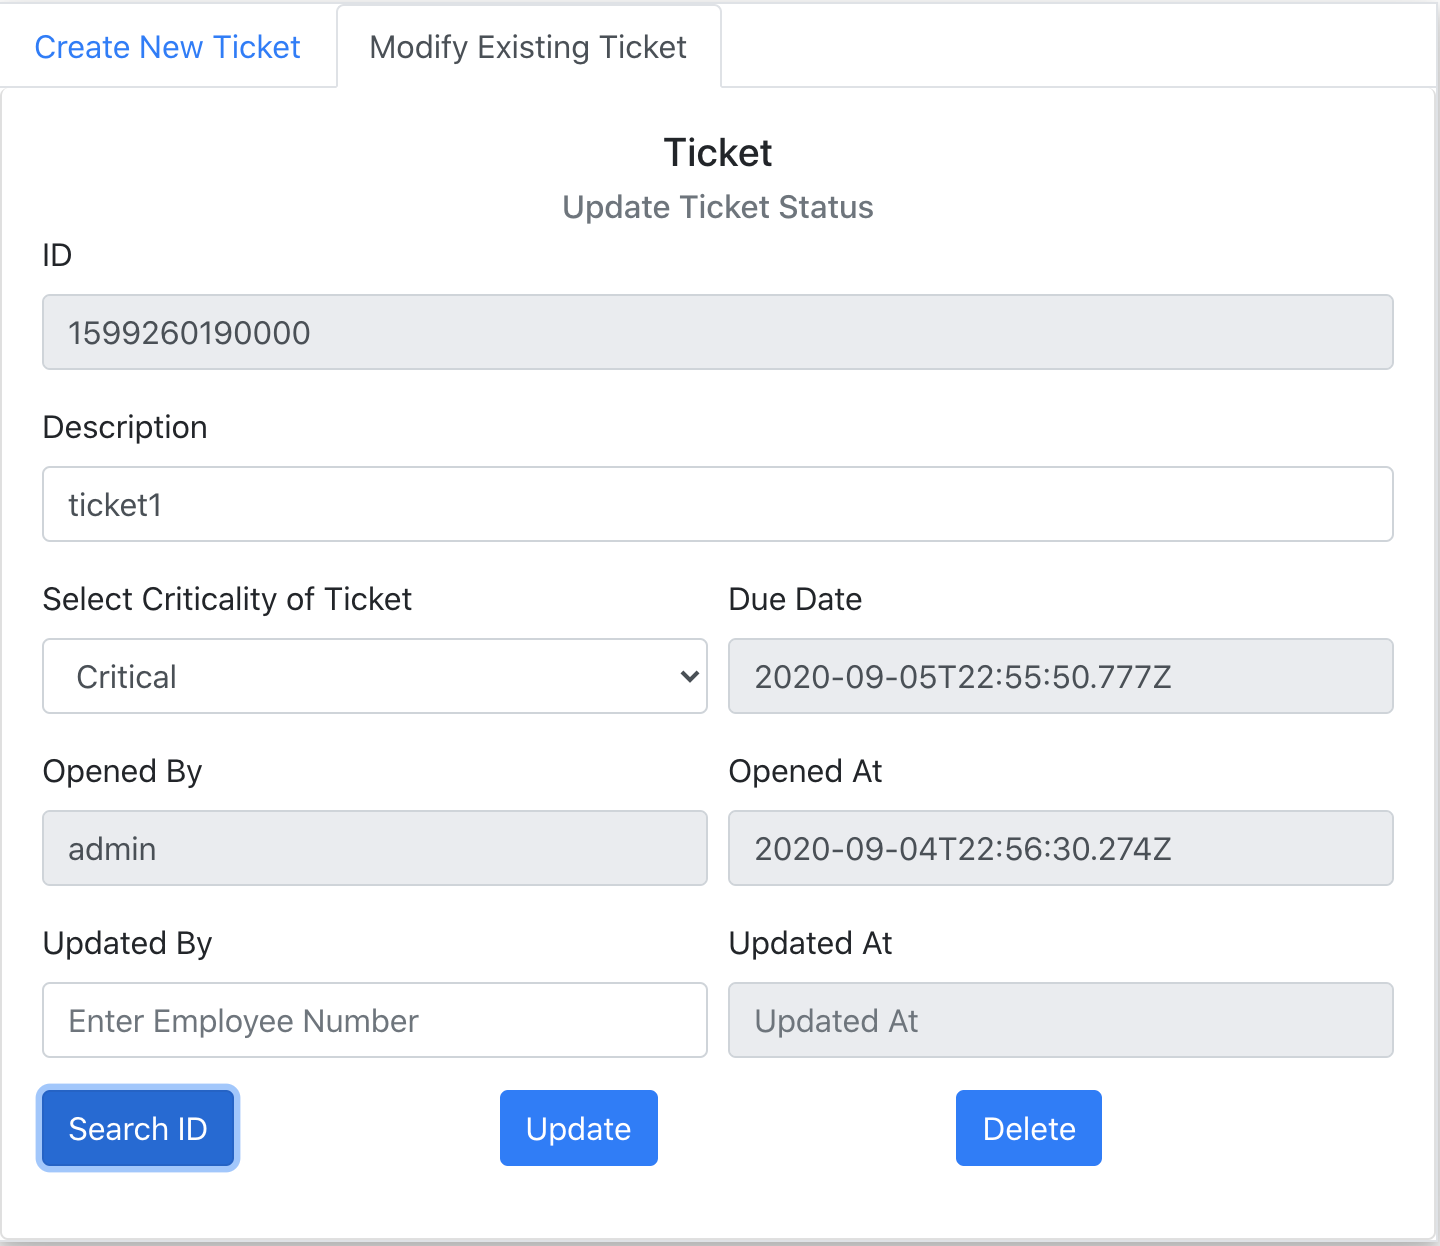 Create New Ticket Modify Existing Ticket
Ticket
Update Ticket Status
ID
1599260190000
Description
ticket1
Select Criticality of Ticket Due Date
Critical 2020-09-05T22:55:50.777Z
Opened By Opened At
admin 2020-09-04T22:56:30.274Z
Updated By Updated At
Enter Employee Number Updated At
Search ID Update Delete